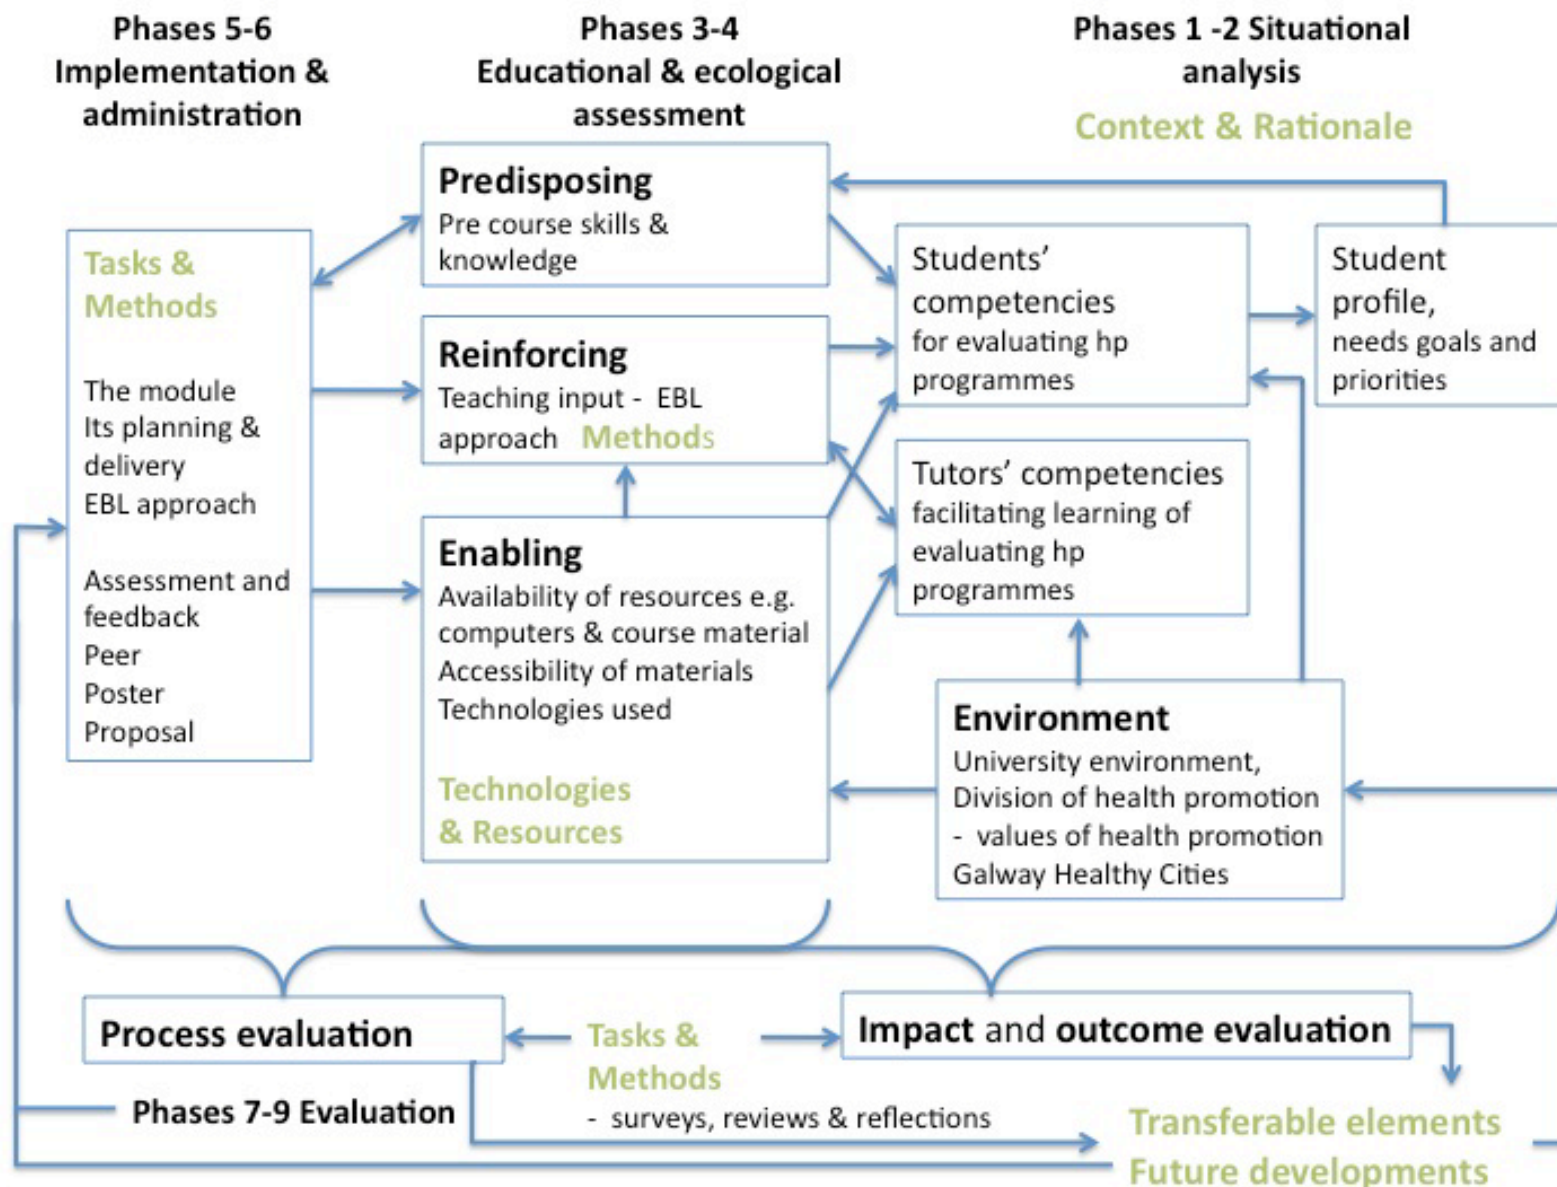 Phases 5-6
Implementation &
administration
Phases 3-4
Educational & ecological
assessment
Phases 1 -2 Situational
analysis
Context & Rationale
Tasks &
Methods
The module
Its planning &
delivery
EBL approach
Assessment and
feedback
Peer
Poster
Proposal
Predisposing
Pre course skills &
knowledge
Reinforcing
Teaching input - EBL
approach Methods
Enabling
Availability of resources e.g.
computers & course material
Accessibility of materials
Technologies used
Technologies
& Resources
Students’
competencies
for evaluating hp
programmes
Student
profile,
needs goals and
priorities
Tutors’ competencies
facilitating learning of
evaluating hp
programmes
Environment
University environment,
Division of health promotion
- values of health promotion
Galway Healthy Cities
Process evaluation
Tasks &
Methods
- surveys, reviews & reflections
Impact and outcome evaluation
Phases 7-9 Evaluation
Transferable elements
Future developments